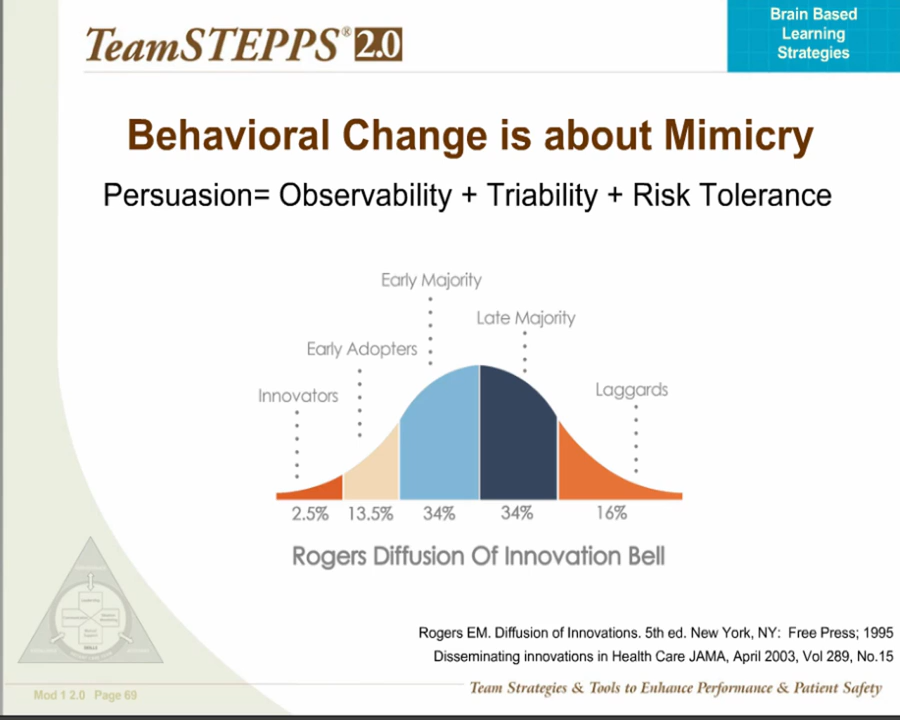 TeamSTEPPS® 2.0
Brain Based
Learning
Strategies
Behavioral Change is about Mimicry
Persuasion= Observability + Triability + Risk Tolerance
Early Majority
Late Majority
Early Adopters
Innovators
Laggards
2.5% 13.5% 34% 34% 16%
Rogers Diffusion Of Innovation Bell
Rogers EM. Diffusion of Innovations. 5th ed. New York, NY: Free Press; 1995
Disseminating innovations in Health Care JAMA, April 2003, Vol 289, No.15
Mod 1 2.0 Page 69
Team Strategies & Tools to Enhance Performance & Patient Safety